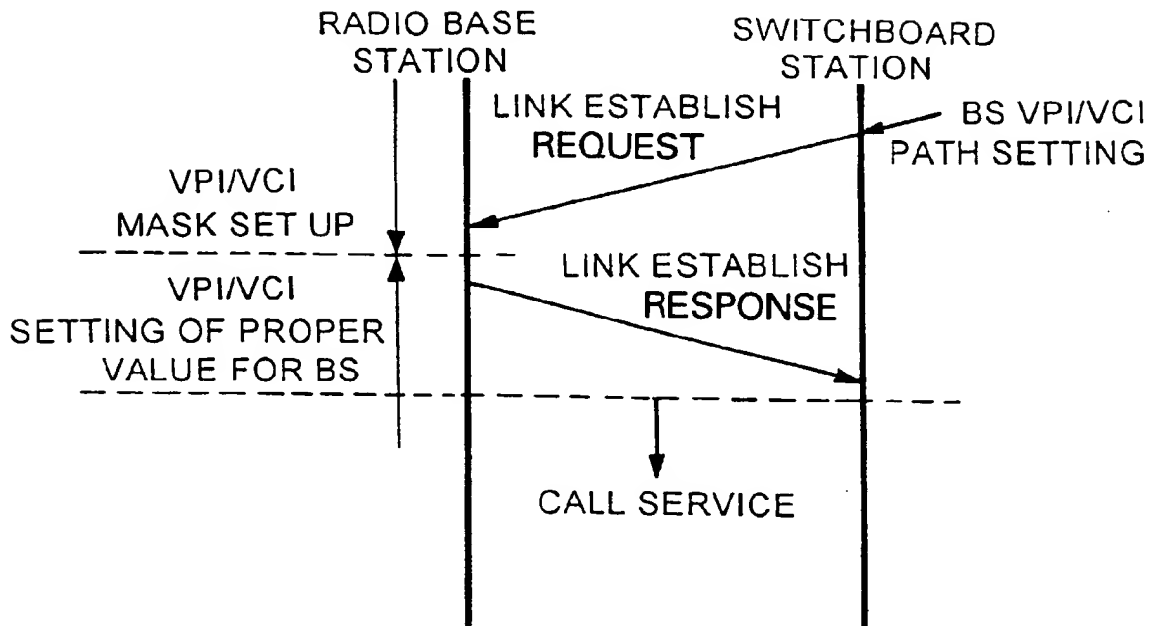 RADIO BASE
STATION
SWITCHBOARD
STATION
LINK ESTABLISH
REQUEST
BS VPI/VCI
PATH SETTING
VPI/VCI
MASK SET UP
LINK ESTABLISH
RESPONSE
VPI/VCI
SETTING OF PROPER
VALUE FOR BS
CALL SERVICE